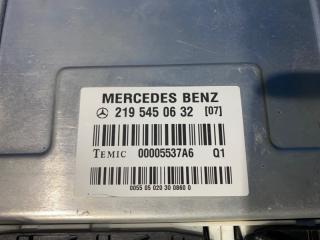 MERCEDES BENZ
219 545 06 32 [07]
TEMIC 00005537A6 Q1
0055 05 020 30 0860 0